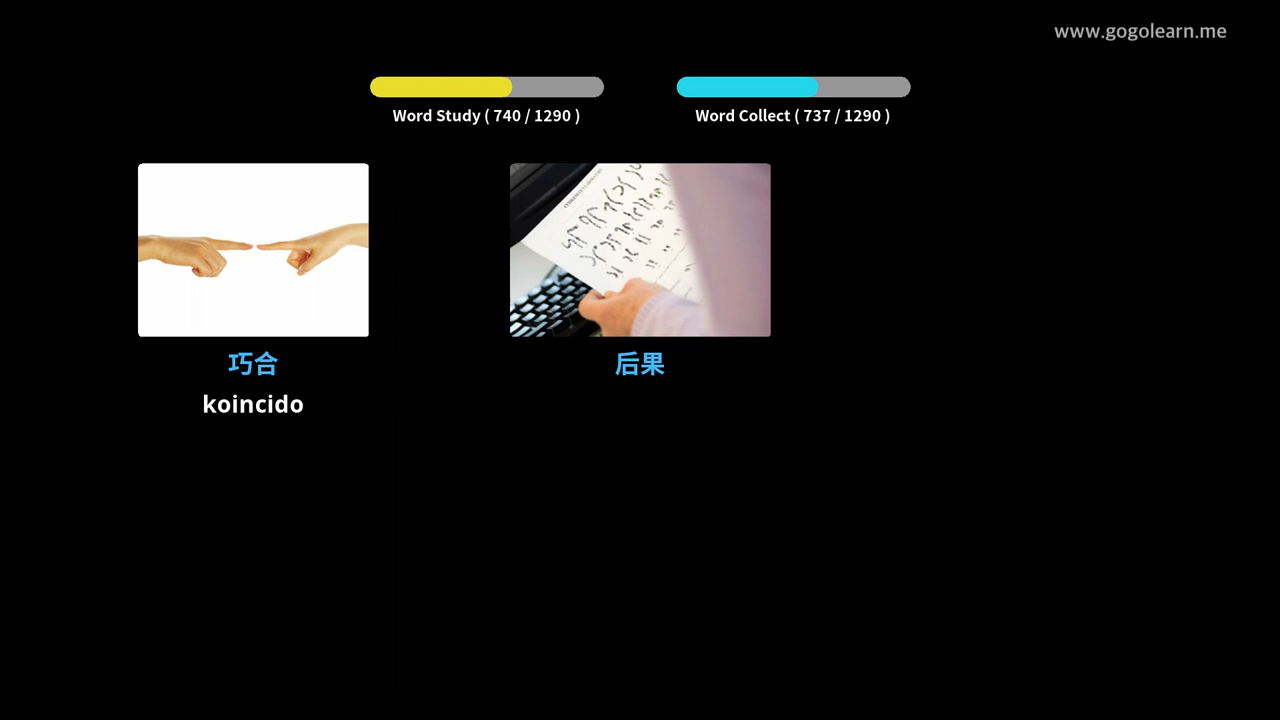 www.gogolearn.me
Word Study ( 740 / 1290 )
Word Collect ( 737 / 1290 )
巧合
后果
koincido